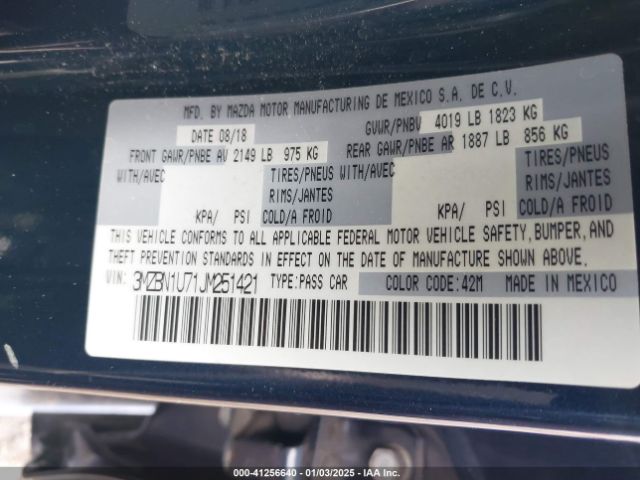 MFD. BY MAZDA MOTOR MANUFACTURING DE MEXICO S.A. DE C.V.
DATE 08/18 GVWR/PNBV 4019 LB 1823 KG
FRONT GAWR/PNBE AV 2149 LB 975 KG REAR GAWR/PNBE AR 1887 LB 856 KG
WITH/AVEC TIRES/PNEUS WITH/AVEC TIRES/PNEUS
RIMS/JANTES RIMS/JANTES
KPA/ PSI COLD/A FROID KPA/ PSI COLD/A FROID
THIS VEHICLE CONFORMS TO ALL APPLICABLE FEDERAL MOTOR VEHICLE SAFETY, BUMPER, AND
THEFT PREVENTION STANDARDS IN EFFECT ON THE DATE OF MANUFACTURE SHOWN ABOVE.
VIN: 3MZBN1U71JM251421 TYPE: PASS CAR COLOR CODE: 42M MADE IN MEXICO
000-41256640 - 01/03/2025 - IAA Inc.